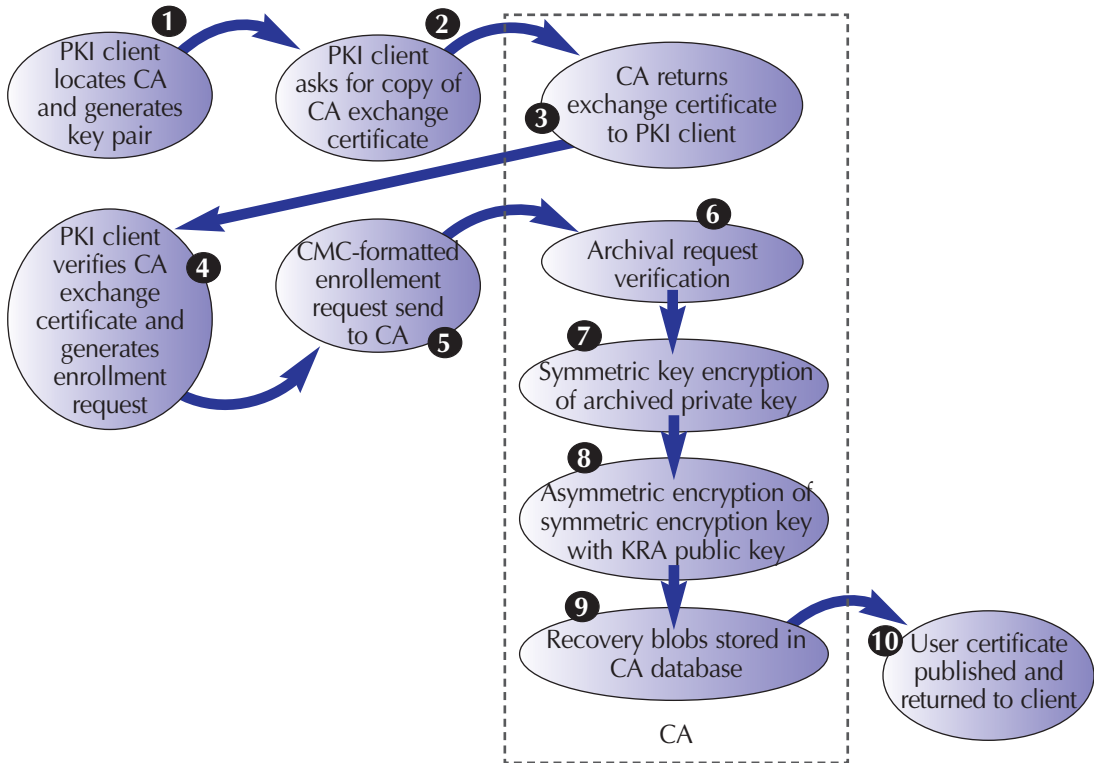 1
PKI client
locates CA
and generates
key pair
2
PKI client
asks for copy of
CA exchange
certificate
3
CA returns
exchange certificate
to PKI client
4
PKI client
verifies CA
exchange
certificate and
generates
enrollment
request
5
CMC-formatted
enrollement
request send
to CA
6
Archival request
verification
7
Symmetric key encryption
of archived private key
8
Asymmetric encryption of
symmetric encryption key
with KRA public key
9
Recovery blobs stored in
CA database
10
User certificate
published and
returned to client
CA